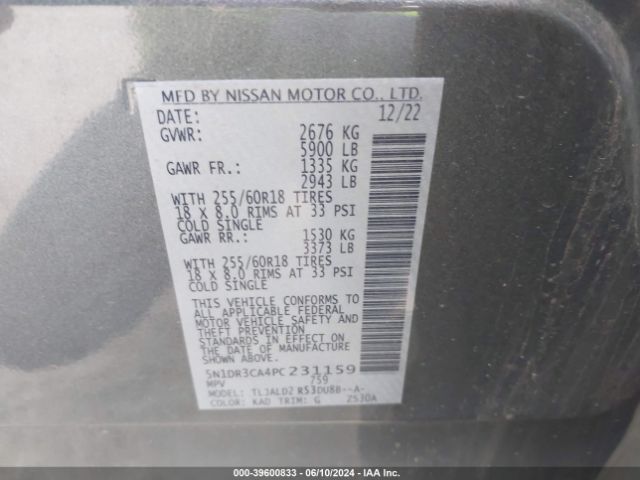 MFD BY NISSAN MOTOR CO., LTD.
DATE: 12/22
GVWR: 2676 KG
5900 LB
GAWR FR.: 1335 KG
2943 LB
WITH 255/60R18 TIRES
18 X 8.0 RIMS AT 33 PSI
COLD SINGLE
GAWR RR.: 1530 KG
3373 LB
WITH 255/60R18 TIRES
18 X 8.0 RIMS AT 33 PSI
COLD SINGLE
THIS VEHICLE CONFORMS TO
ALL APPLICABLE FEDERAL
MOTOR VEHICLE SAFETY AND
THEFT PREVENTION
STANDARDS IN EFFECT ON
THE DATE OF MANUFACTURE
SHOWN ABOVE.
5N1DR3CA4PC231159
MPV 759
MODEL: TLJALD2 R53DU8B--A-
COLOR: KAD TRIM: G 2530A
000-39600833 - 06/10/2024 - IAA Inc.